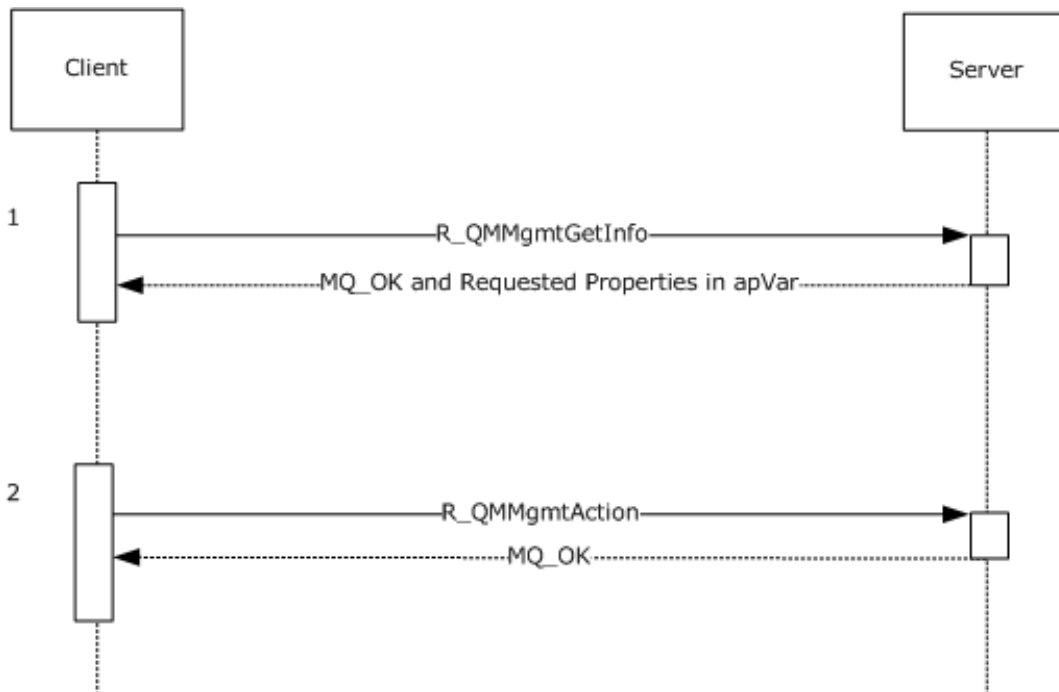 Client
Server
1
R_QMMgmtGetInfo
MQ_OK and Requested Properties in apVar
2
R_QMMgmtAction
MQ_OK